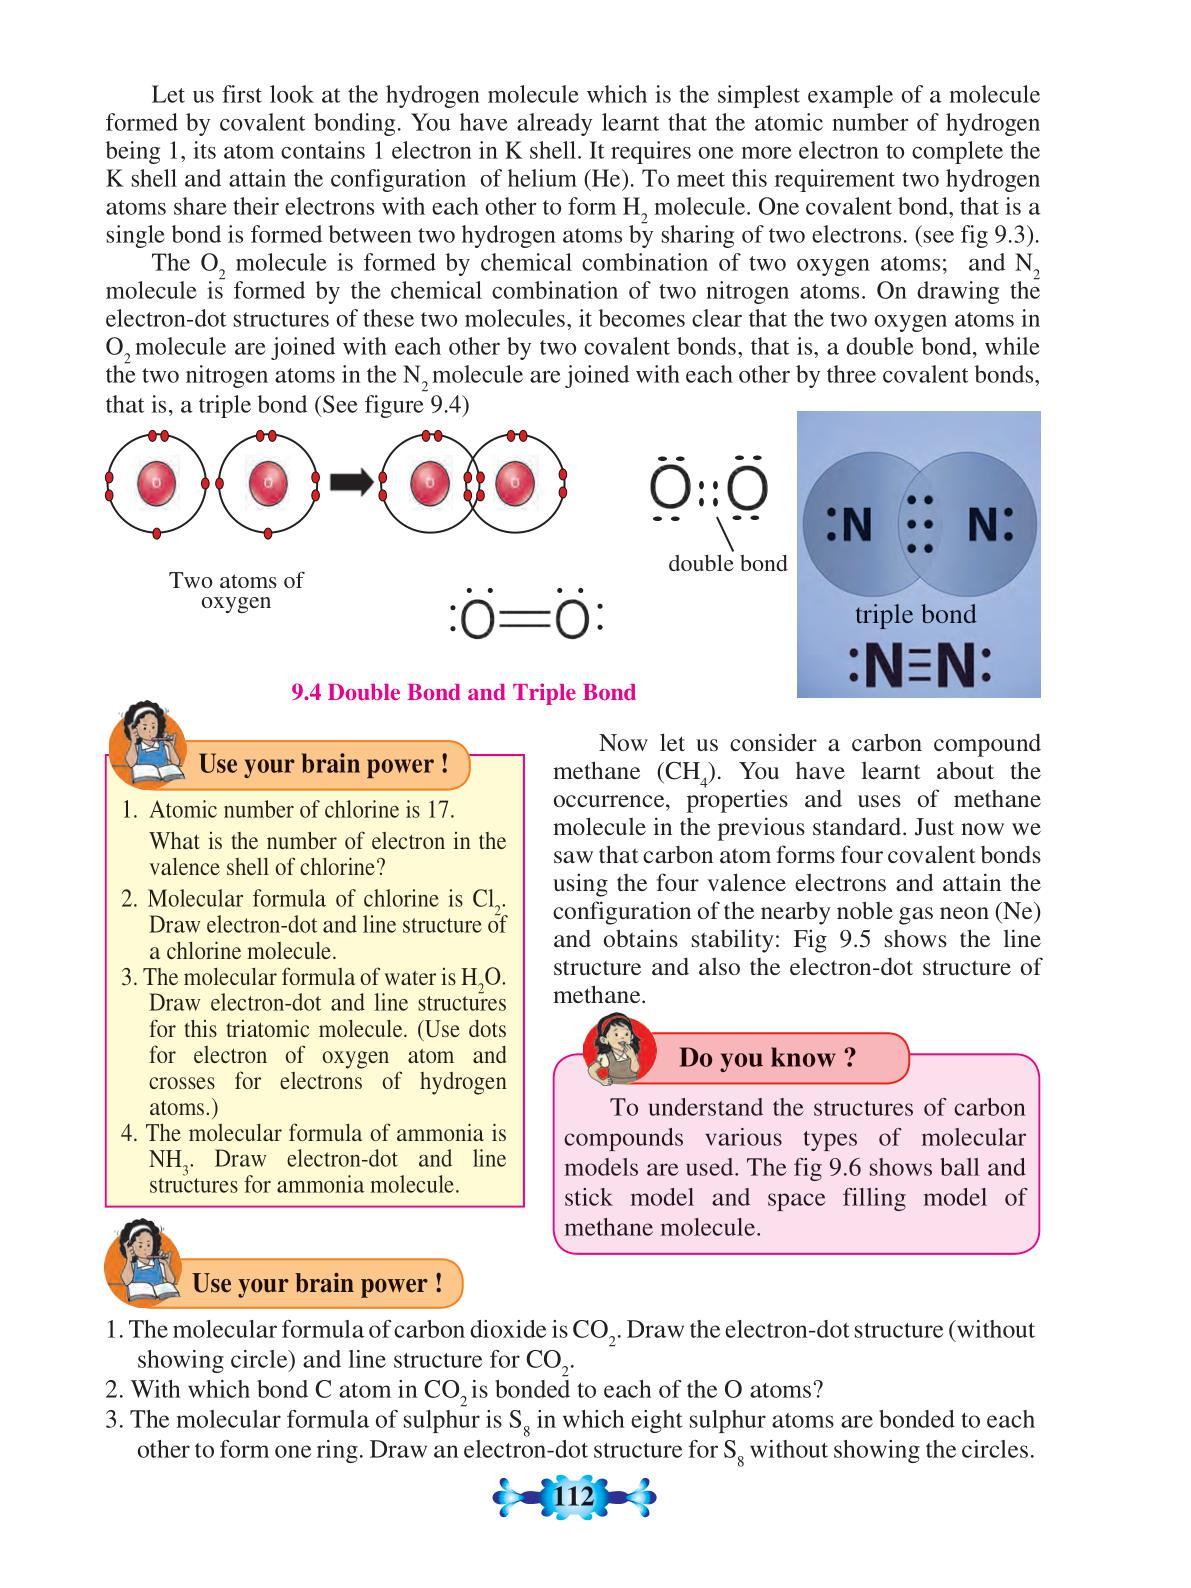 Let us first look at the hydrogen molecule which is the simplest example of a molecule
formed by covalent bonding. You have already learnt that the atomic number of hydrogen
being 1, its atom contains 1 electron in K shell. It requires one more electron to complete the
K shell and attain the configuration of helium (He). To meet this requirement two hydrogen
atoms share their electrons with each other to form H₂ molecule. One covalent bond, that is a
single bond is formed between two hydrogen atoms by sharing of two electrons. (see fig 9.3).
The O₂ molecule is formed by chemical combination of two oxygen atoms; and N₂
molecule is formed by the chemical combination of two nitrogen atoms. On drawing the
electron-dot structures of these two molecules, it becomes clear that the two oxygen atoms in
O₂ molecule are joined with each other by two covalent bonds, that is, a double bond, while
the two nitrogen atoms in the N₂ molecule are joined with each other by three covalent bonds,
that is, a triple bond (See figure 9.4)
O O O O
O::O
double bond
Two atoms of
oxygen
:O=O:
:N N:
triple bond
:N≡N:
9.4 Double Bond and Triple Bond
Use your brain power !
1. Atomic number of chlorine is 17.
What is the number of electron in the
valence shell of chlorine?
2. Molecular formula of chlorine is Cl₂.
Draw electron-dot and line structure of
a chlorine molecule.
3. The molecular formula of water is H₂O.
Draw electron-dot and line structures
for this triatomic molecule. (Use dots
for electron of oxygen atom and
crosses for electrons of hydrogen
atoms.)
4. The molecular formula of ammonia is
NH₃. Draw electron-dot and line
structures for ammonia molecule.
Now let us consider a carbon compound
methane (CH₄). You have learnt about the
occurrence, properties and uses of methane
molecule in the previous standard. Just now we
saw that carbon atom forms four covalent bonds
using the four valence electrons and attain the
configuration of the nearby noble gas neon (Ne)
and obtains stability: Fig 9.5 shows the line
structure and also the electron-dot structure of
methane.
Do you know ?
To understand the structures of carbon
compounds various types of molecular
models are used. The fig 9.6 shows ball and
stick model and space filling model of
methane molecule.
Use your brain power !
1. The molecular formula of carbon dioxide is CO₂. Draw the electron-dot structure (without
showing circle) and line structure for CO₂.
2. With which bond C atom in CO₂ is bonded to each of the O atoms?
3. The molecular formula of sulphur is S₈ in which eight sulphur atoms are bonded to each
other to form one ring. Draw an electron-dot structure for S₈ without showing the circles.
112